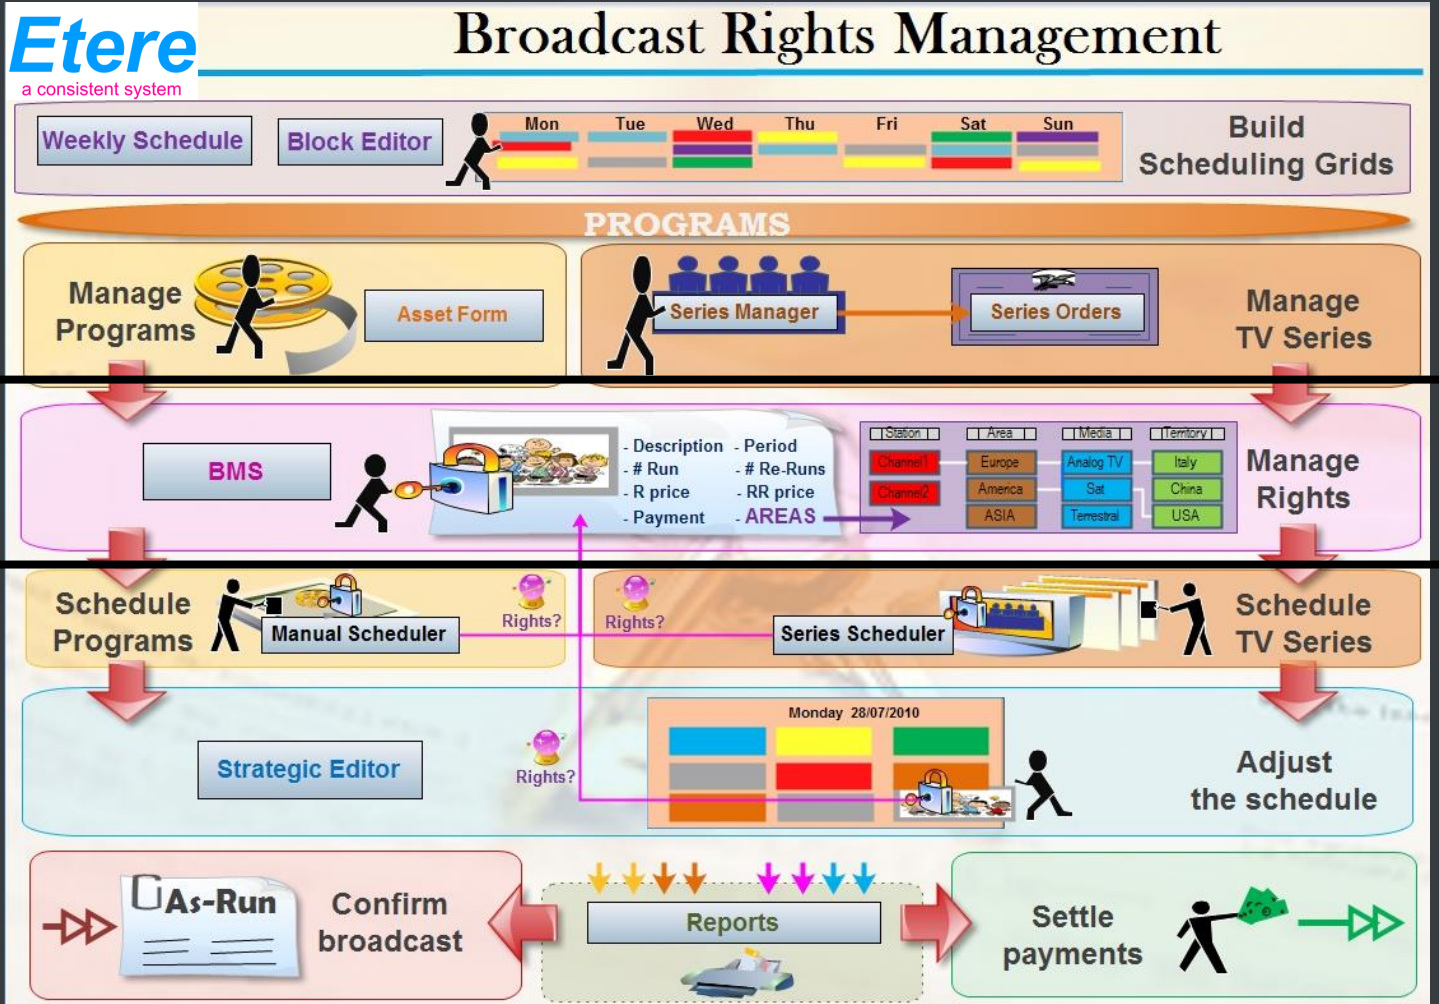 Etere
a consistent system
Broadcast Rights Management
Weekly Schedule
Block Editor
Mon Tue Wed Thu Fri Sat Sun
Build
Scheduling Grids
PROGRAMS
Manage
Programs
Asset Form
Series Manager
Series Orders
Manage
TV Series
BMS
- Description - Period
- # Run - # Re-Runs
- R price - RR price
- Payment - AREAS
Station Area Media Territory
Channel1 Europe Analog TV Italy
Channel2 America Sat China
ASIA Terrestral USA
Manage
Rights
Schedule
Programs
Manual Scheduler
Rights?
Rights?
Series Scheduler
Schedule
TV Series
Strategic Editor
Rights?
Monday 28/07/2010
Adjust
the schedule
As-Run
Confirm
broadcast
Reports
Settle
payments